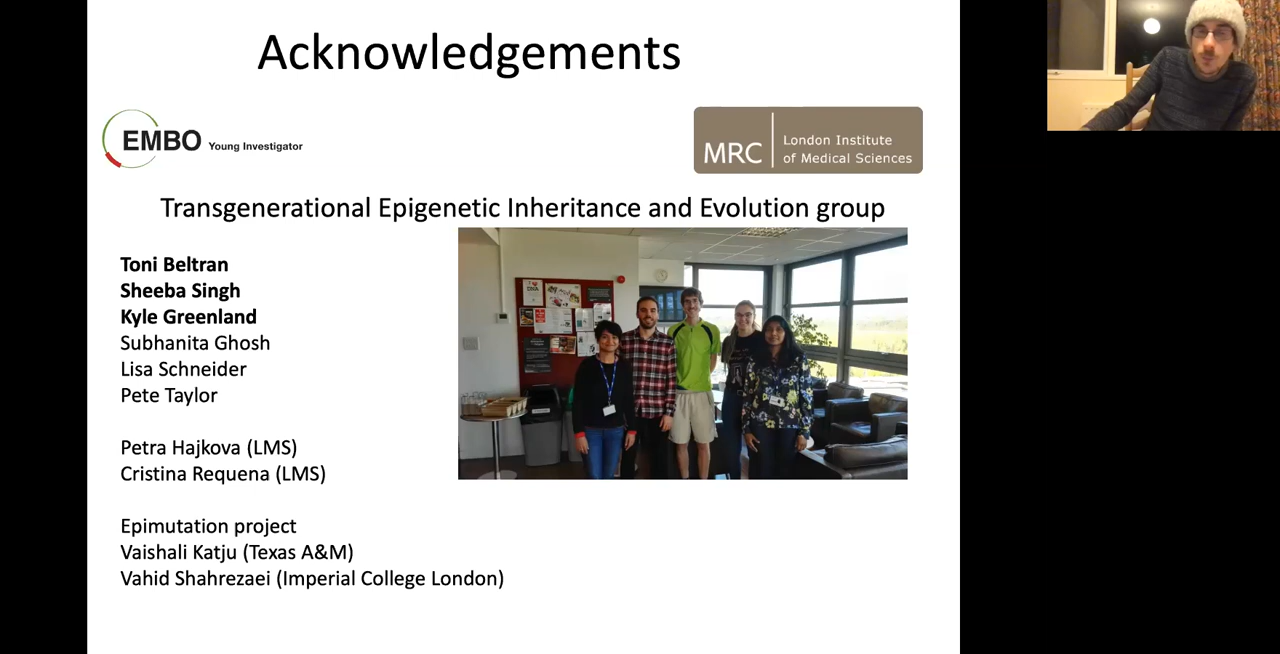 Acknowledgements
EMBO Young Investigator
MRC London Institute
of Medical Sciences
Transgenerational Epigenetic Inheritance and Evolution group
Toni Beltran
Sheeba Singh
Kyle Greenland
Subhanita Ghosh
Lisa Schneider
Pete Taylor
Petra Hajkova (LMS)
Cristina Requena (LMS)
Epimutation project
Vaishali Katju (Texas A&M)
Vahid Shahrezaei (Imperial College London)